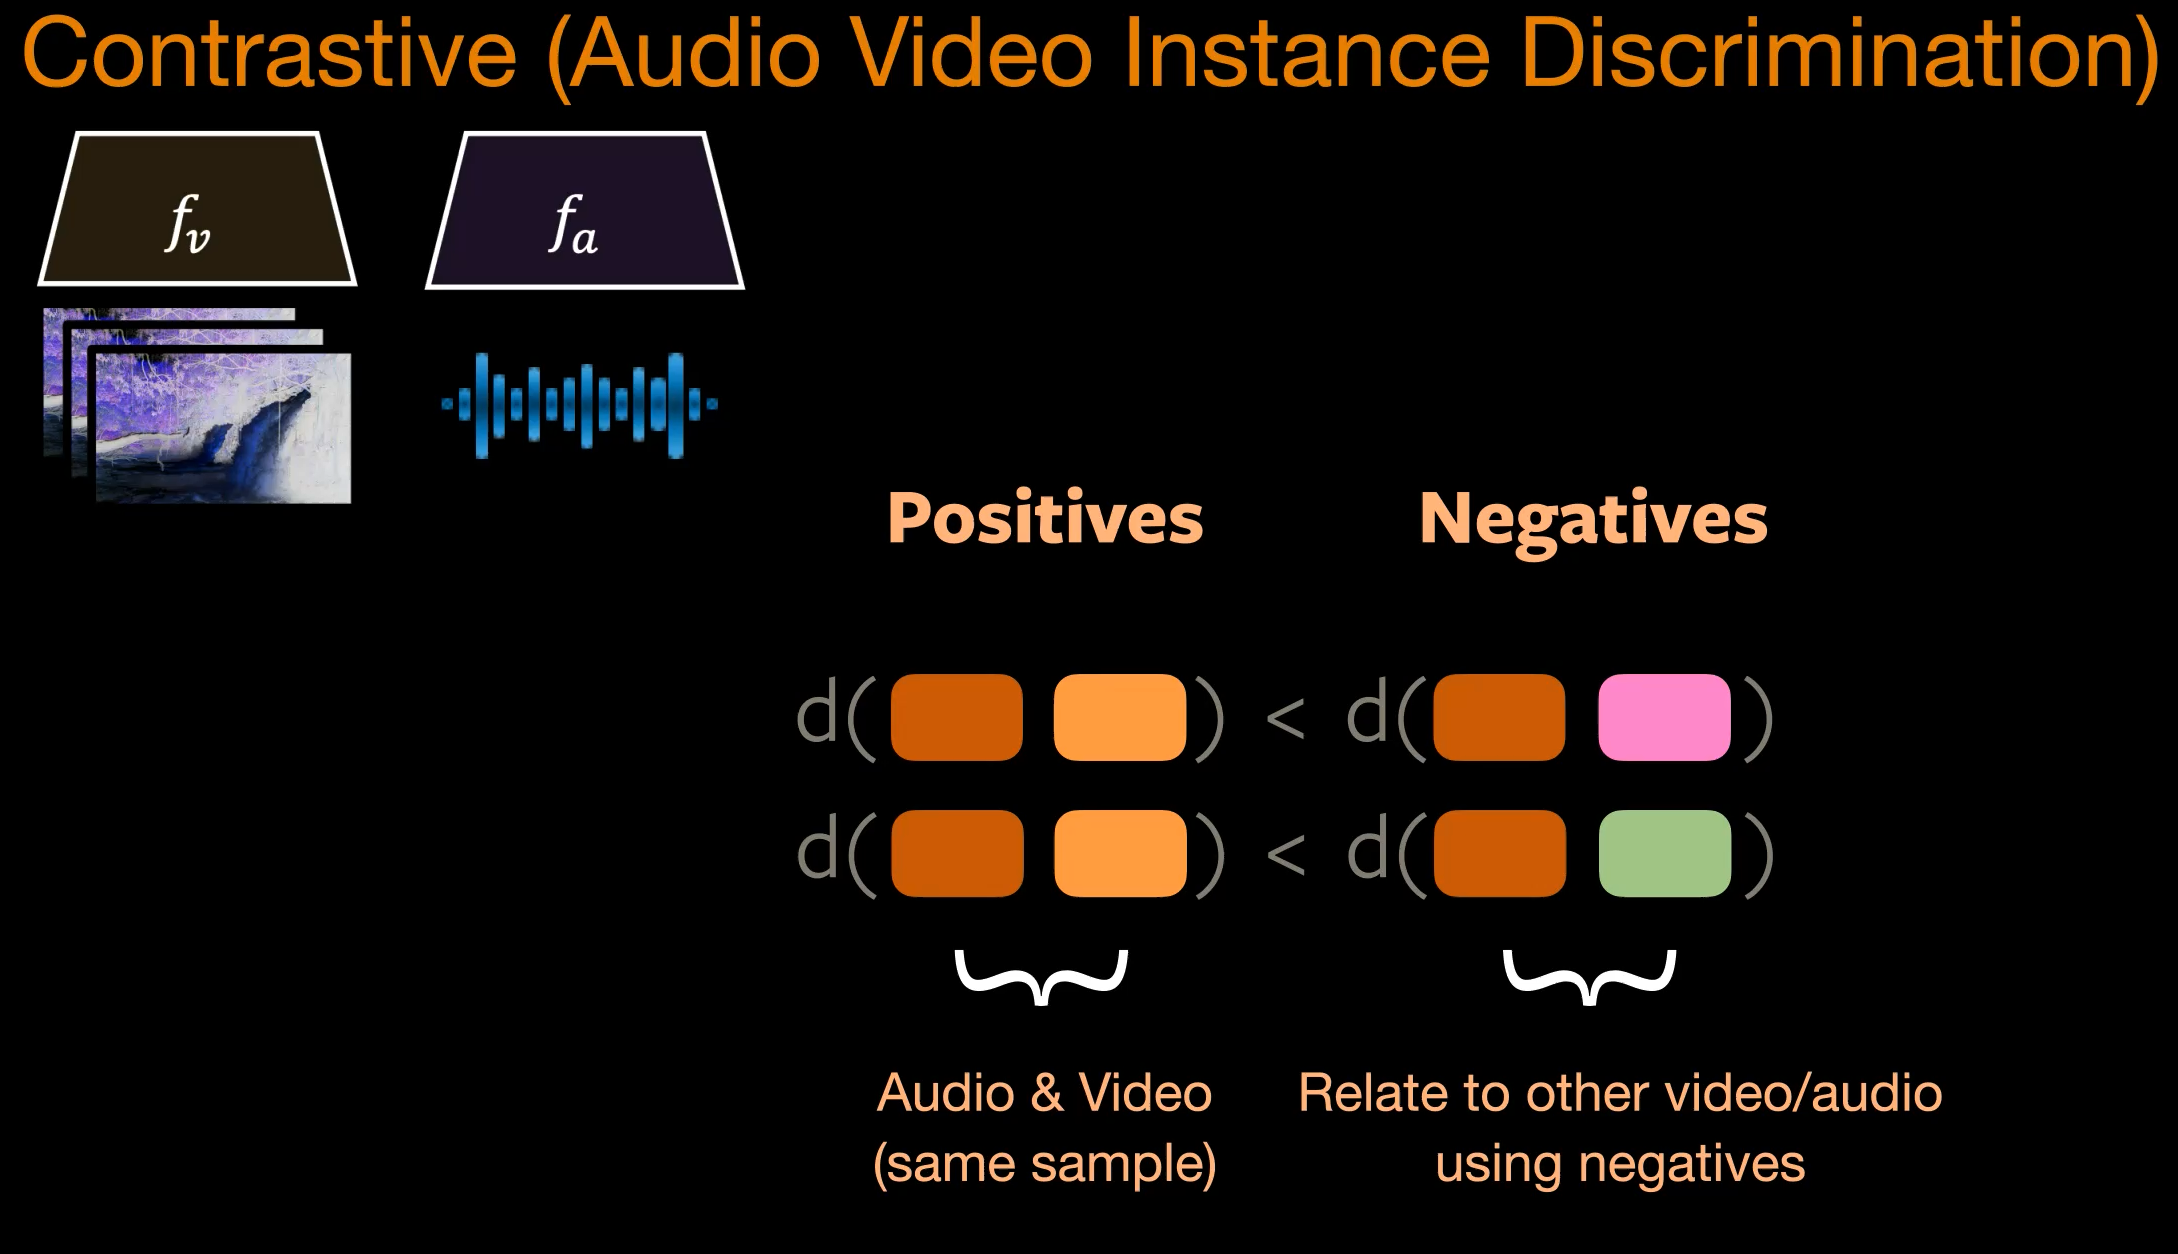 Contrastive (Audio Video Instance Discrimination)
f_v
f_a
Positives
Negatives
d( ) < d( )
d( ) < d( )
Audio & Video
(same sample)
Relate to other video/audio
using negatives